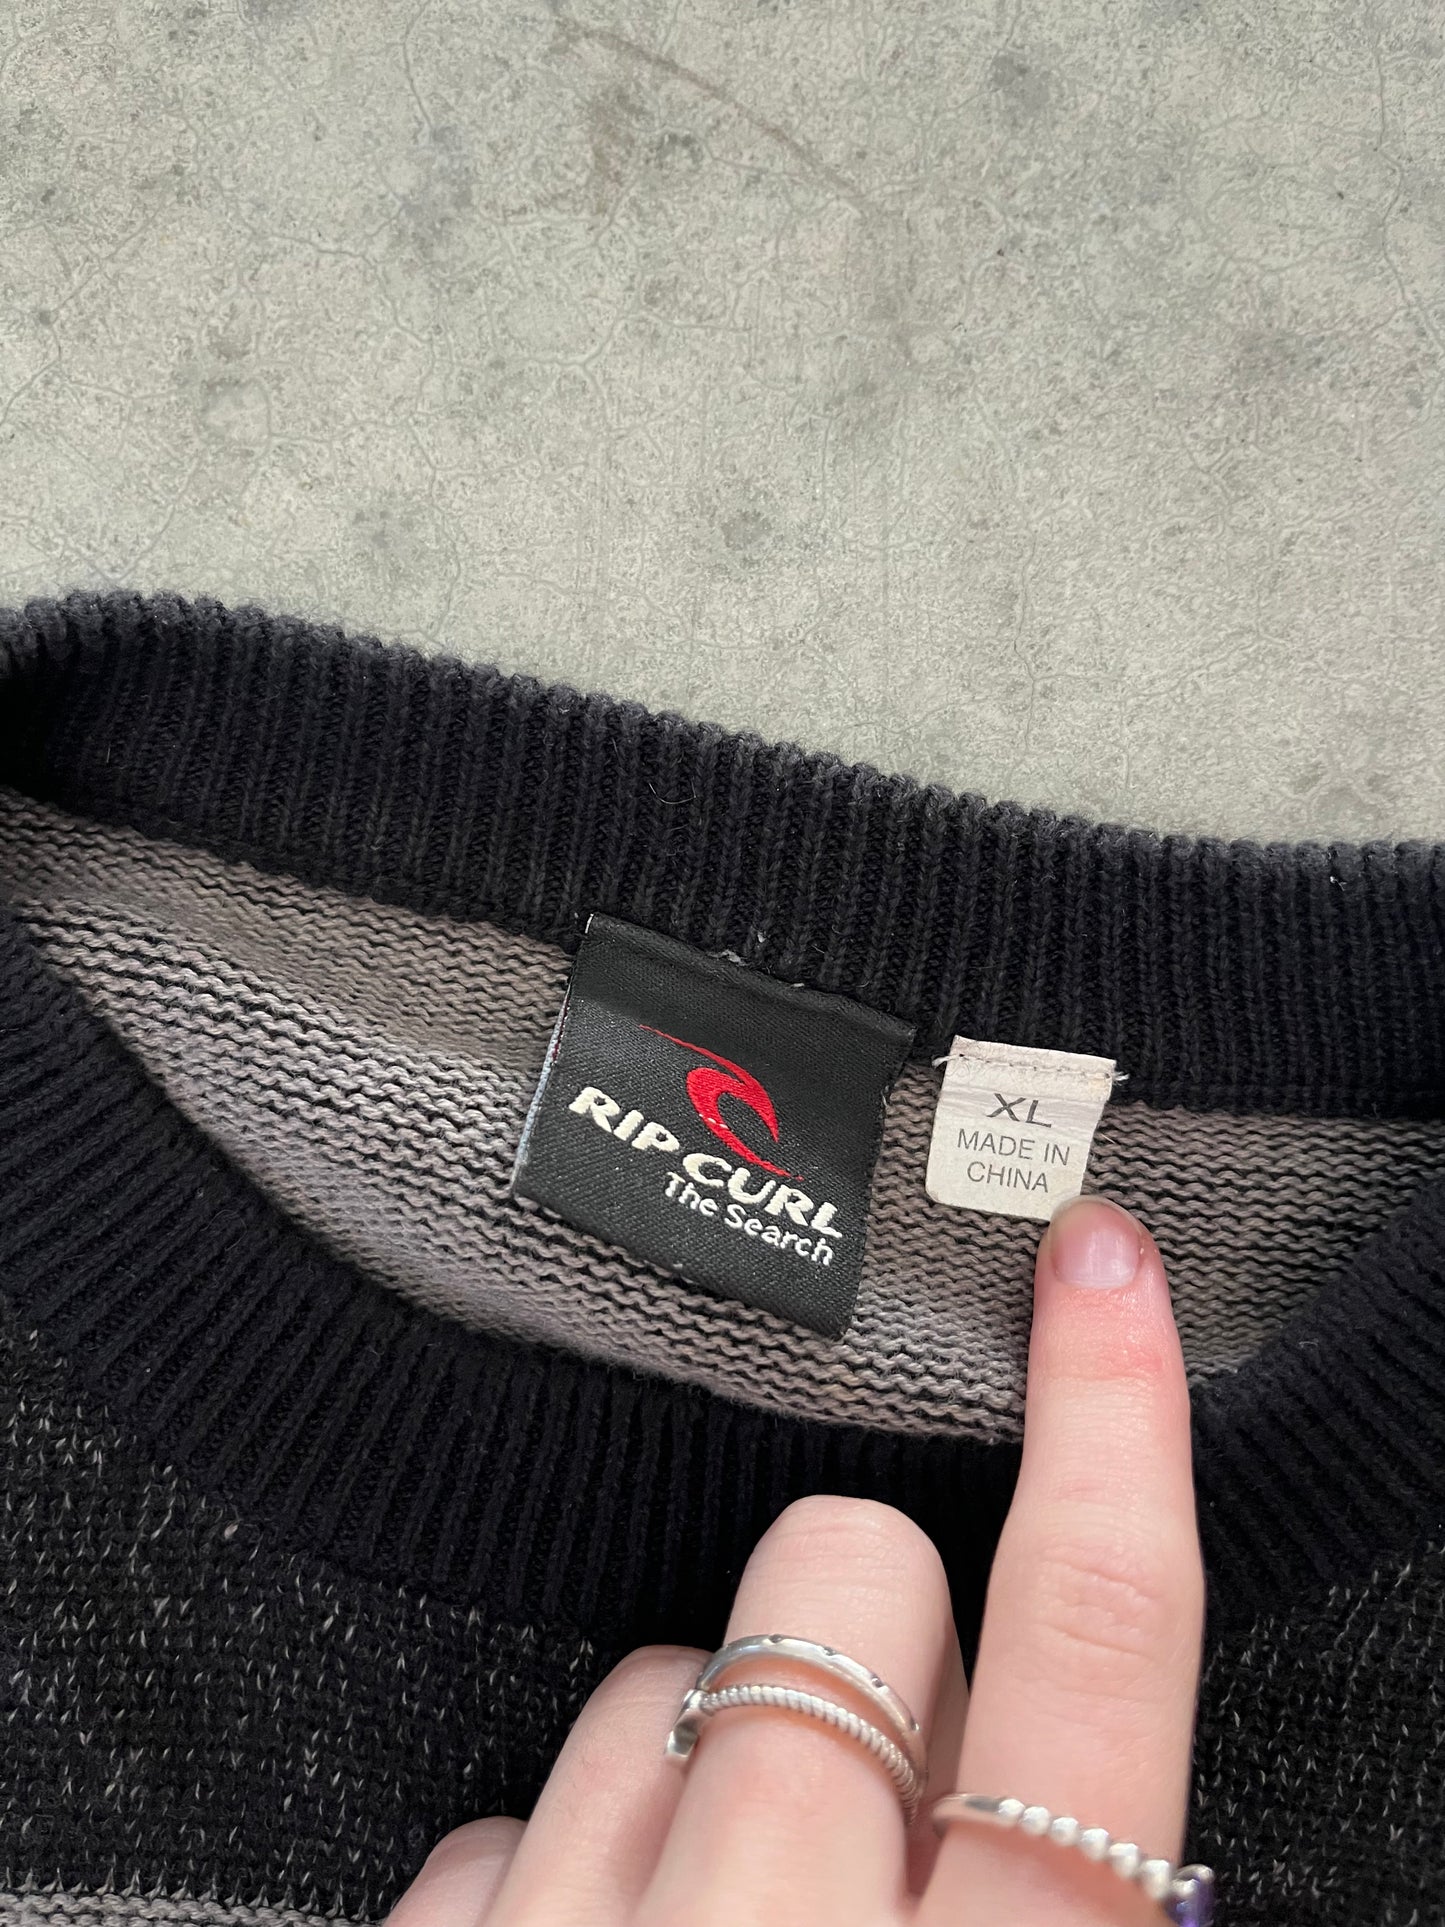 RIP CURL
The Search
XL
MADE IN
CHINA